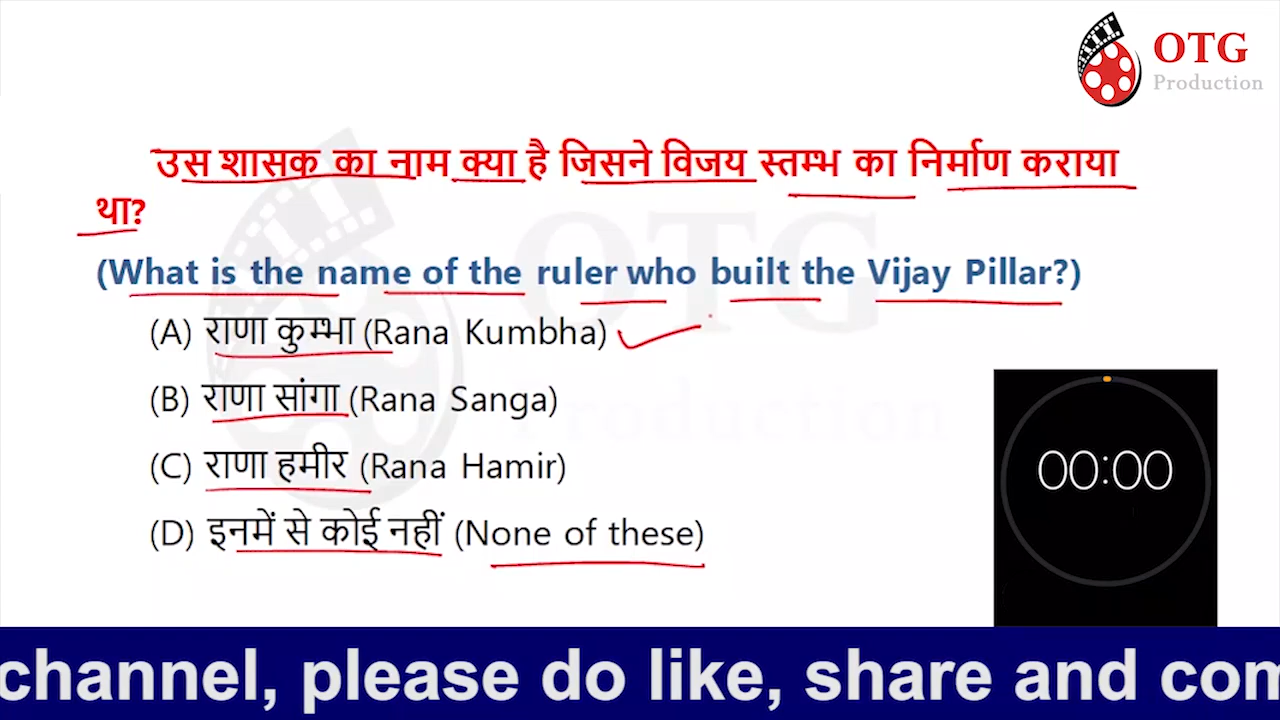 OTG
Production
उस शासक का नाम क्या है जिसने विजय स्तम्भ का निर्माण कराया
था?
(What is the name of the ruler who built the Vijay Pillar?)
(A) राणा कुम्भा (Rana Kumbha)
(B) राणा सांगा (Rana Sanga)
(C) राणा हमीर (Rana Hamir)
(D) इनमें से कोई नहीं (None of these)
OTG
Production
00:00
channel, please do like, share and com